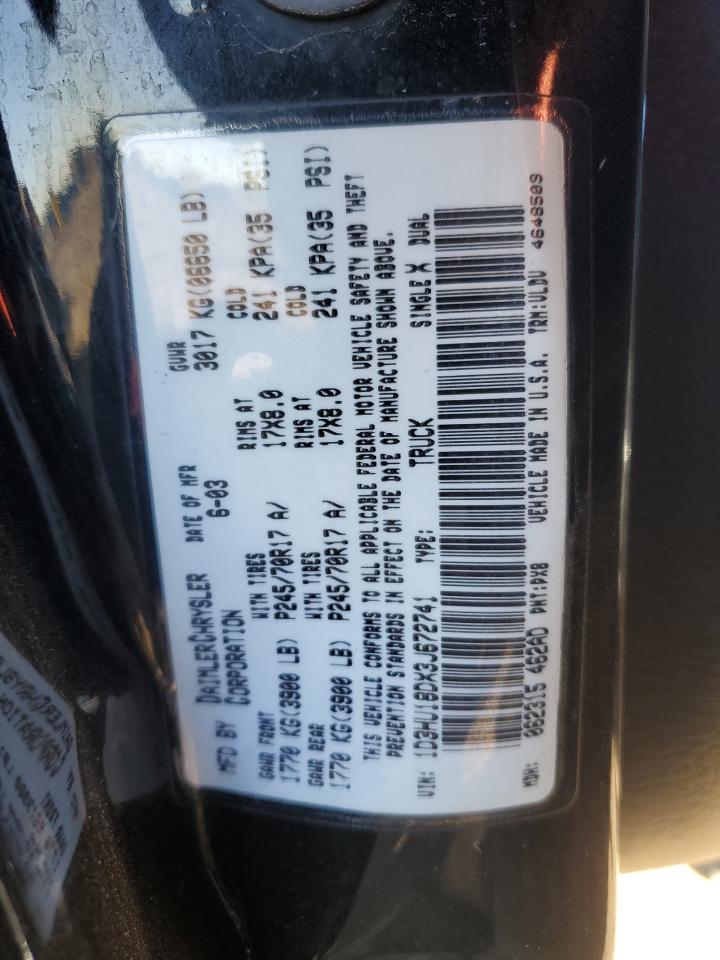 MFD BY DAIMLERCHRYSLER CORPORATION
DATE OF MFR 6-03
GVWR 3017 KG(06650 LB)
GAWR FRONT WITH TIRES RIMS AT COLD
1770 KG(3900 LB) P245/70R17 A/ 17X8.0 241 KPA(35 PSI)
GAWR REAR WITH TIRES RIMS AT COLD
1770 KG(3900 LB) P245/70R17 A/ 17X8.0 241 KPA(35 PSI)
THIS VEHICLE CONFORMS TO ALL APPLICABLE FEDERAL MOTOR VEHICLE SAFETY AND THEFT
PREVENTION STANDARDS IN EFFECT ON THE DATE OF MANUFACTURE SHOWN ABOVE.
VIN: 1D3HU18DX3J672741 TYPE: TRUCK SINGLE X DUAL
MDH: 062315 462AD PNT:PX8 VEHICLE MADE IN U.S.A. TRM:VLDV 4648509